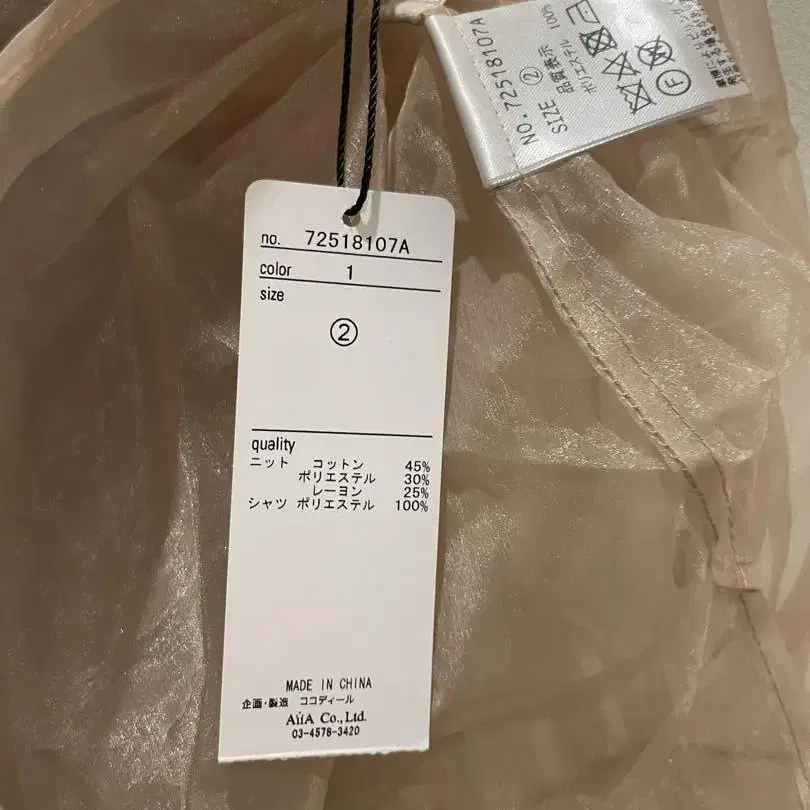 no. 72518107A
color 1
size
②
quality
ニット コットン 45%
ポリエステル 30%
レーヨン 25%
シャツ ポリエステル 100%
MADE IN CHINA
企画・製造 ココディール
AiiA Co.,Ltd.
03-4578-3420
NO. 72518107A
SIZE ②
品質表示
ポリエステル 100%
F